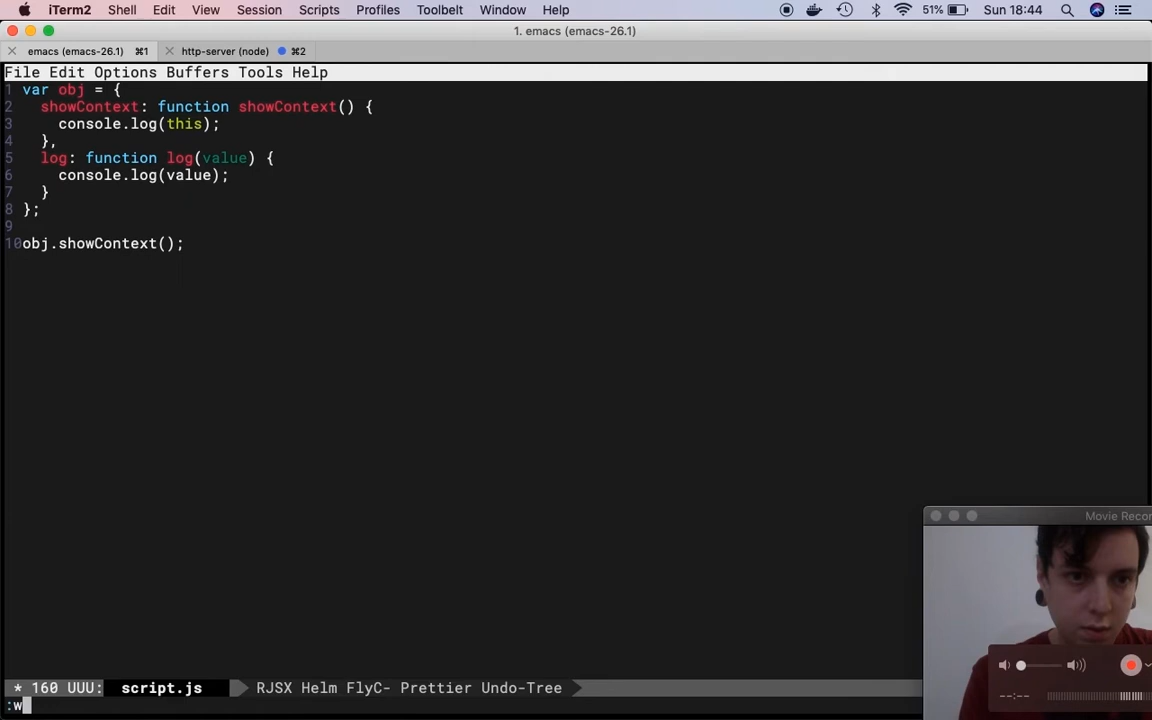 iTerm2 Shell Edit View Session Scripts Profiles Toolbelt Window Help 51% Sun 18:44
1. emacs (emacs-26.1)
emacs (emacs-26.1) ⌘1 http-server (node) ⌘2
File Edit Options Buffers Tools Help
1 var obj = {
2   showContext: function showContext() {
3     console.log(this);
4   },
5   log: function log(value) {
6     console.log(value);
7   }
8 };
9
10obj.showContext();
Movie Recor
* 160 UUU: script.js RJSX Helm FlyC- Prettier Undo-Tree
:w
--:--